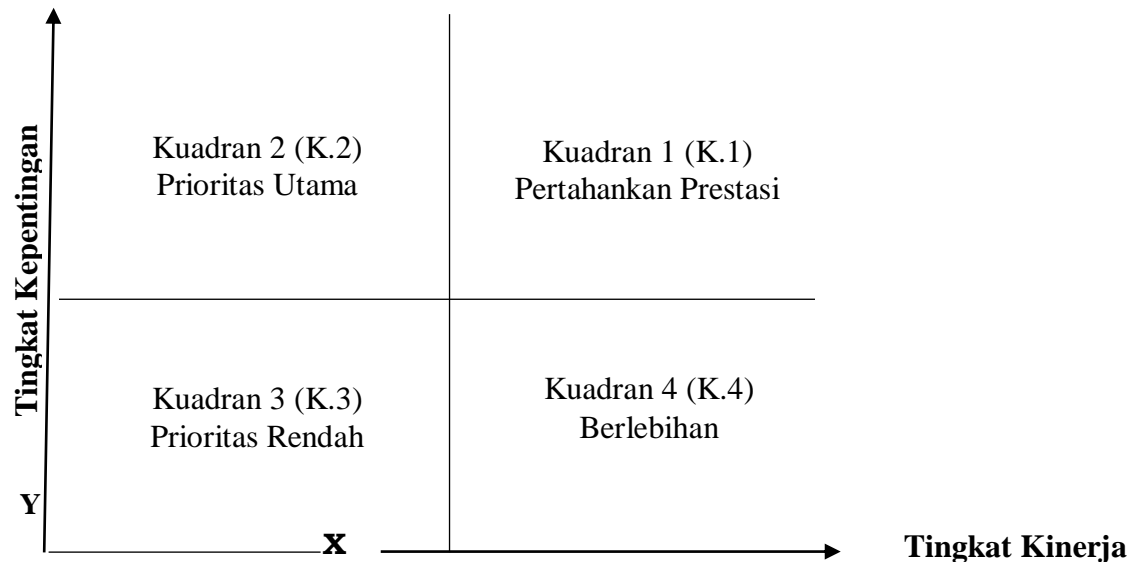 Tingkat Kepentingan
Kuadran 2 (K.2)
Prioritas Utama
Kuadran 1 (K.1)
Pertahankan Prestasi
Kuadran 3 (K.3)
Prioritas Rendah
Kuadran 4 (K.4)
Berlebihan
Y
X
Tingkat Kinerja